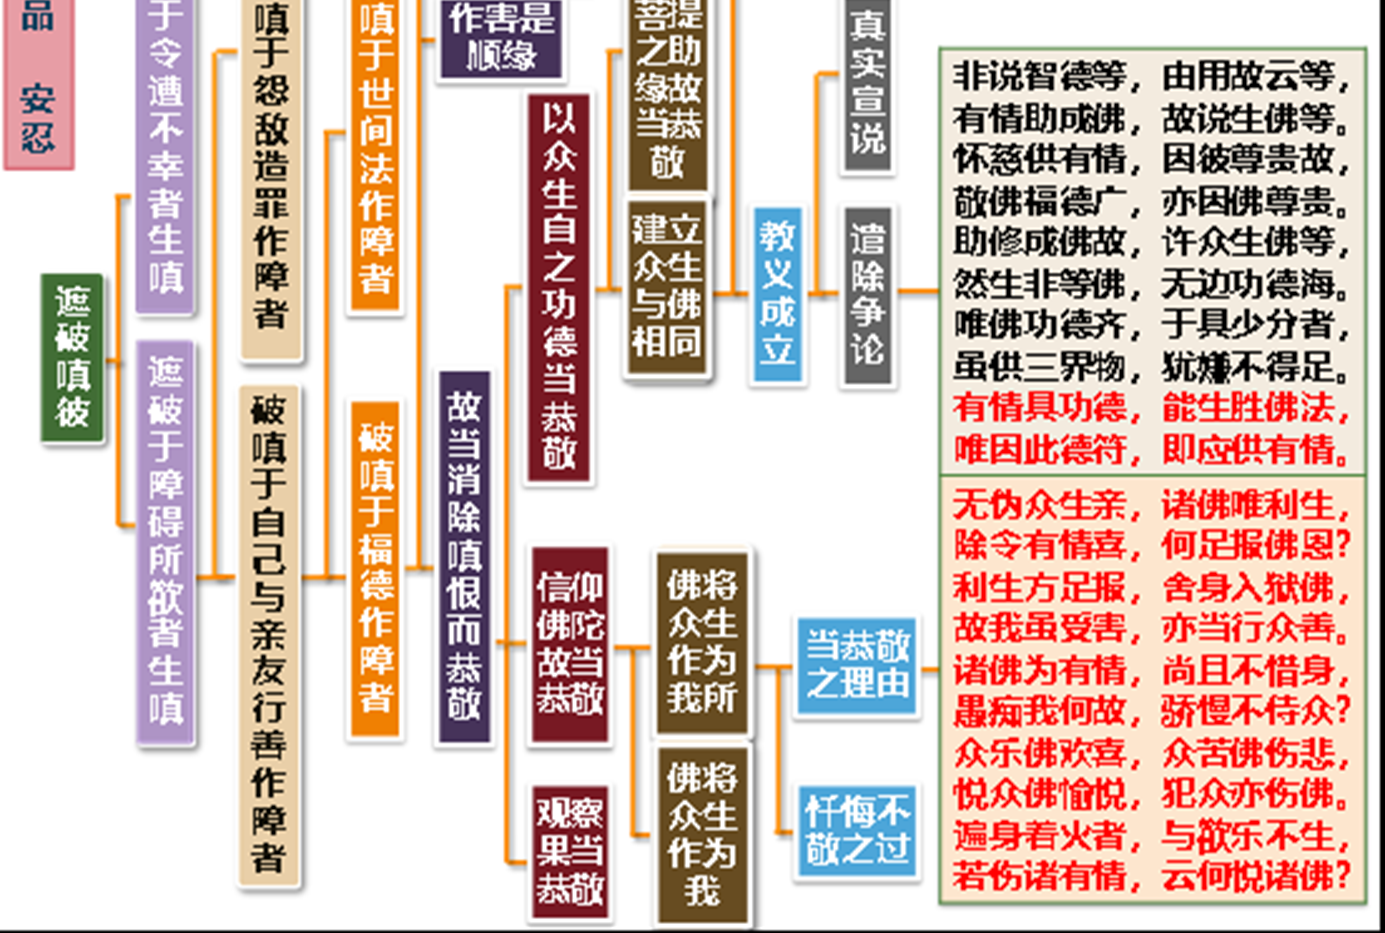 品 安忍
于令遭不幸者生嗔
遮破嗔彼
遮破于障碍所欲者生嗔
嗔于怨敌造罪作障者
破嗔于自己与亲友行善作障者
嗔于世间法作障者
破嗔于福德作障者
作害是
顺缘
故当消除嗔恨而恭敬
以众生自之功德当恭敬
信仰
佛陀
故当
恭敬
观察
果当
恭敬
菩提
之助
缘故
当恭
敬
建立
众生
与佛
相同
佛将
众生
作为
我所
佛将
众生
作为
我
教义成立
当恭敬
之理由
忏悔不
敬之过
真实宣说
遣除争论
非说智德等，由用故云等，
有情助成佛，故说生佛等。
怀慈供有情，因彼尊贵故，
敬佛福德广，亦因佛尊贵。
助修成佛故，许众生佛等，
然生非等佛，无边功德海。
唯佛功德齐，于具少分者，
虽供三界物，犹嫌不得足。
有情具功德，能生胜佛法，
唯因此德符，即应供有情。
无伪众生亲，诸佛唯利生，
除令有情喜，何足报佛恩？
利生方足报，舍身入狱佛，
故我虽受害，亦当行众善。
诸佛为有情，尚且不惜身，
愚痴我何故，骄慢不侍众？
众乐佛欢喜，众苦佛伤悲，
悦众佛愉悦，犯众亦伤佛。
遍身着火者，与欲乐不生，
若伤诸有情，云何悦诸佛？